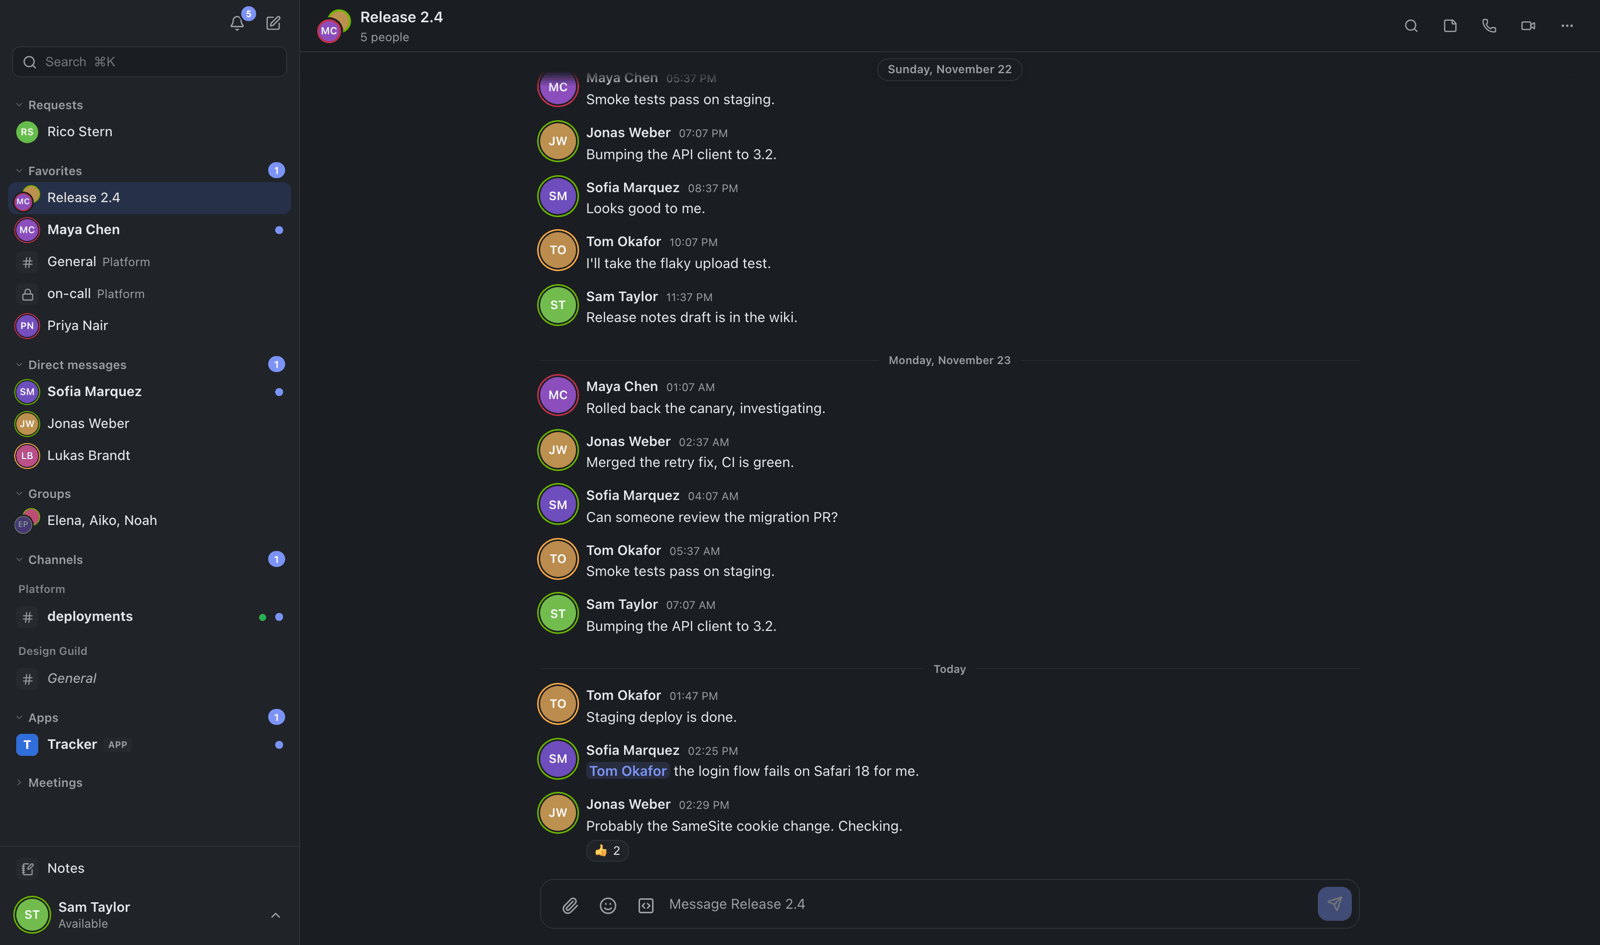 5
Search ⌘K
Requests
RS Rico Stern
Favorites 1
MC Release 2.4
MC Maya Chen
# General Platform
on-call Platform
PN Priya Nair
Direct messages 1
SM Sofia Marquez
JW Jonas Weber
LB Lukas Brandt
Groups
EP Elena, Aiko, Noah
Channels 1
Platform
# deployments
Design Guild
# General
Apps 1
T Tracker APP
Meetings
Notes
ST Sam Taylor
Available
MC Release 2.4
5 people
Sunday, November 22
MC Maya Chen 05:37 PM
Smoke tests pass on staging.
JW Jonas Weber 07:07 PM
Bumping the API client to 3.2.
SM Sofia Marquez 08:37 PM
Looks good to me.
TO Tom Okafor 10:07 PM
I'll take the flaky upload test.
ST Sam Taylor 11:37 PM
Release notes draft is in the wiki.
Monday, November 23
MC Maya Chen 01:07 AM
Rolled back the canary, investigating.
JW Jonas Weber 02:37 AM
Merged the retry fix, CI is green.
SM Sofia Marquez 04:07 AM
Can someone review the migration PR?
TO Tom Okafor 05:37 AM
Smoke tests pass on staging.
ST Sam Taylor 07:07 AM
Bumping the API client to 3.2.
Today
TO Tom Okafor 01:47 PM
Staging deploy is done.
SM Sofia Marquez 02:25 PM
Tom Okafor the login flow fails on Safari 18 for me.
JW Jonas Weber 02:29 PM
Probably the SameSite cookie change. Checking.
👍 2
Message Release 2.4